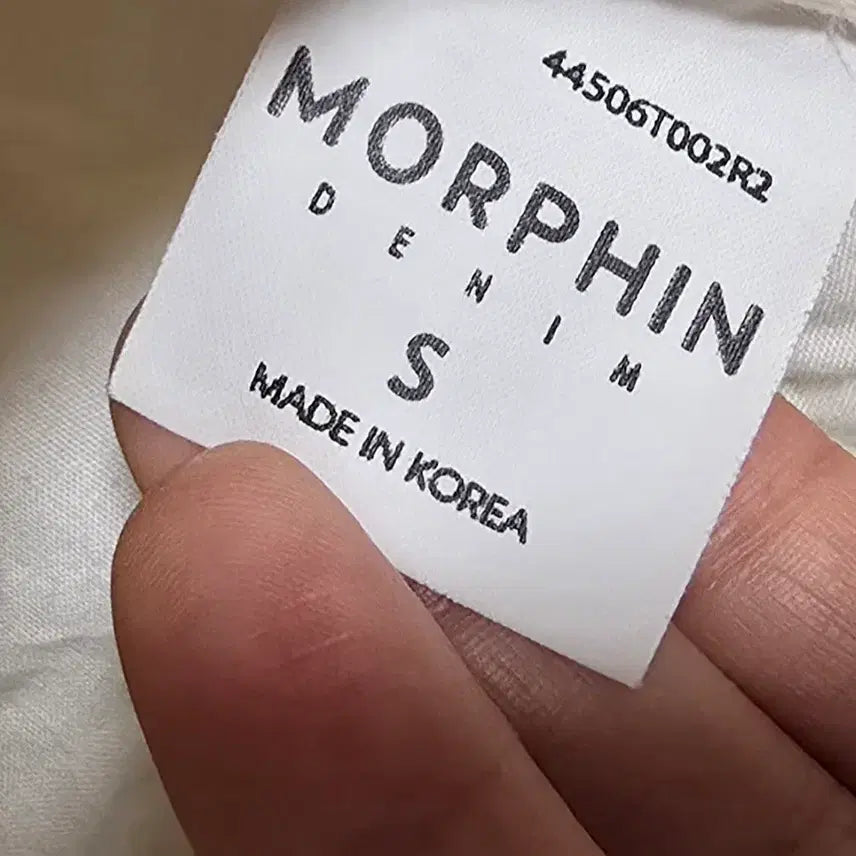 44506T002R2
MORPHIN
DENIM
S
MADE IN KOREA